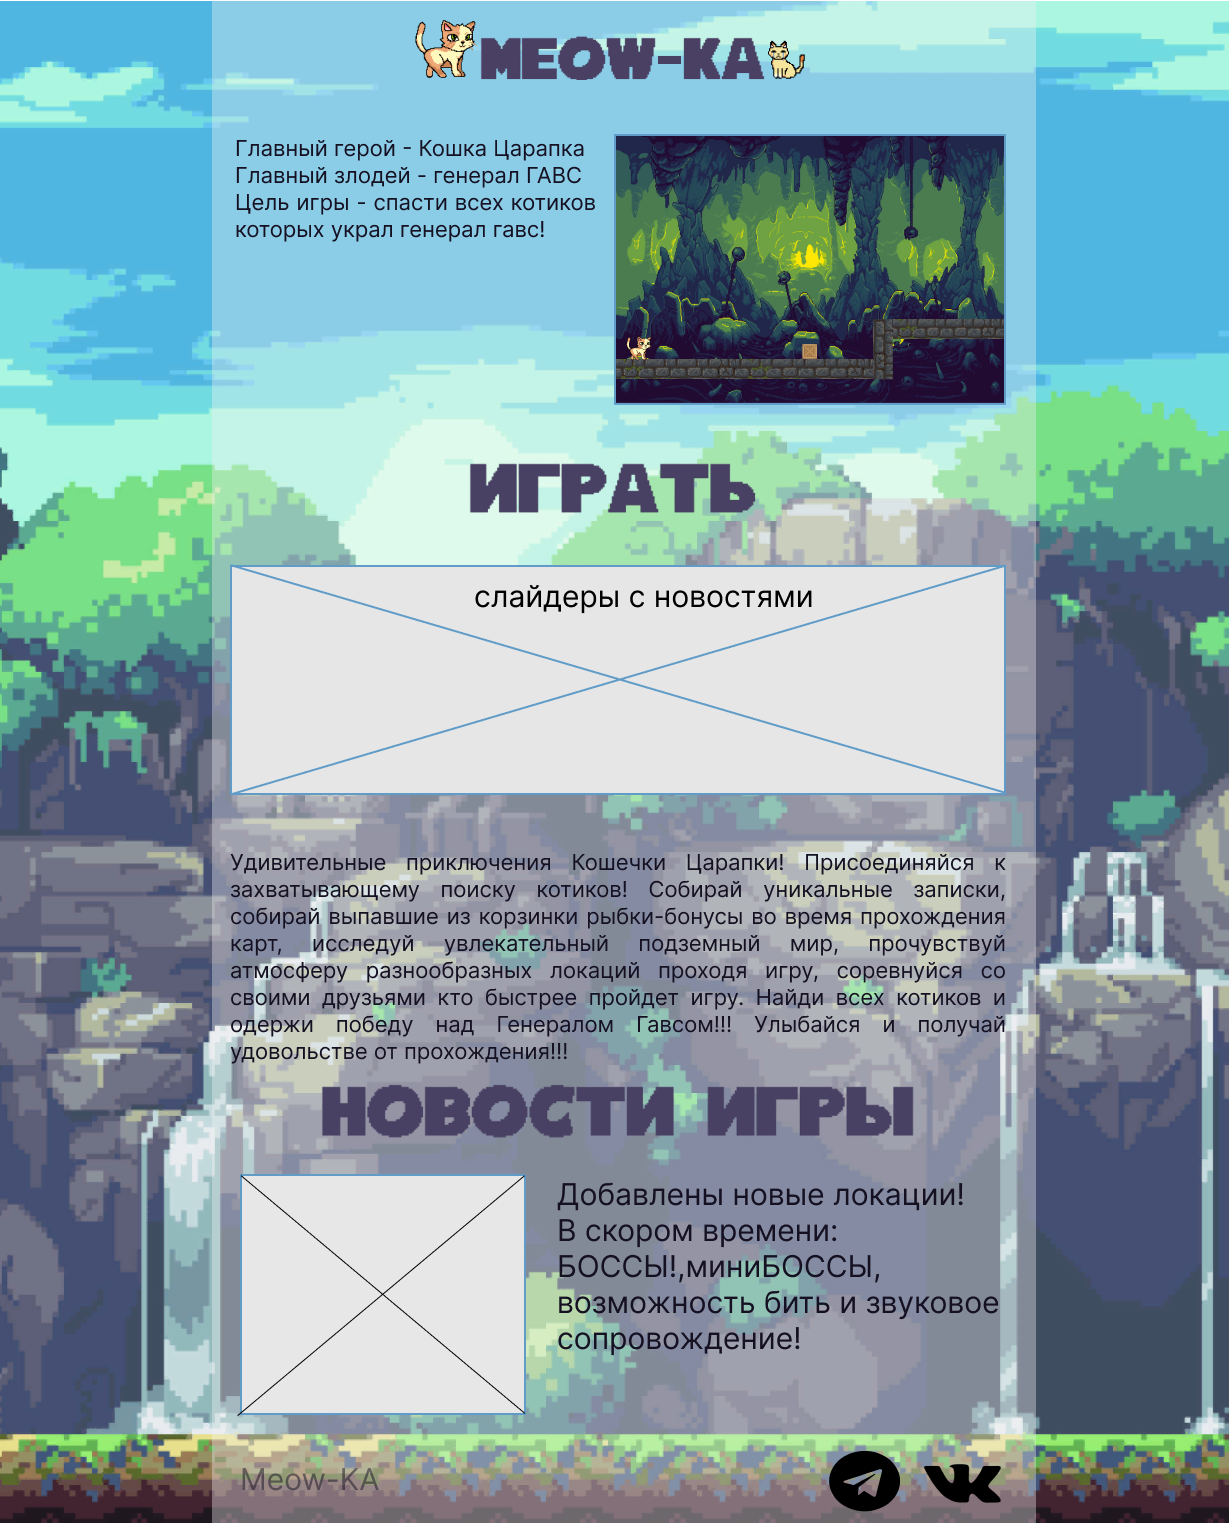 MEOW-KA
Главный герой - Кошка Царапка
Главный злодей - генерал ГАВС
Цель игры - спасти всех котиков
которых украл генерал гавс!
ИГРАТЬ
слайдеры с новостями
Удивительные приключения Кошечки Царапки! Присоединяйся к
захватывающему поиску котиков! Собирай уникальные записки,
собирай выпавшие из корзинки рыбки-бонусы во время прохождения
карт, исследуй увлекательный подземный мир, прочувствуй
атмосферу разнообразных локаций проходя игру, соревнуйся со
своими друзьями кто быстрее пройдет игру. Найди всех котиков и
одержи победу над Генералом Гавсом!!! Улыбайся и получай
удовольстве от прохождения!!!
НОВОСТИ ИГРЫ
Добавлены новые локации!
В скором времени:
БОССЫ!,миниБОССЫ,
возможность бить и звуковое
сопровождение!
Meow-KA